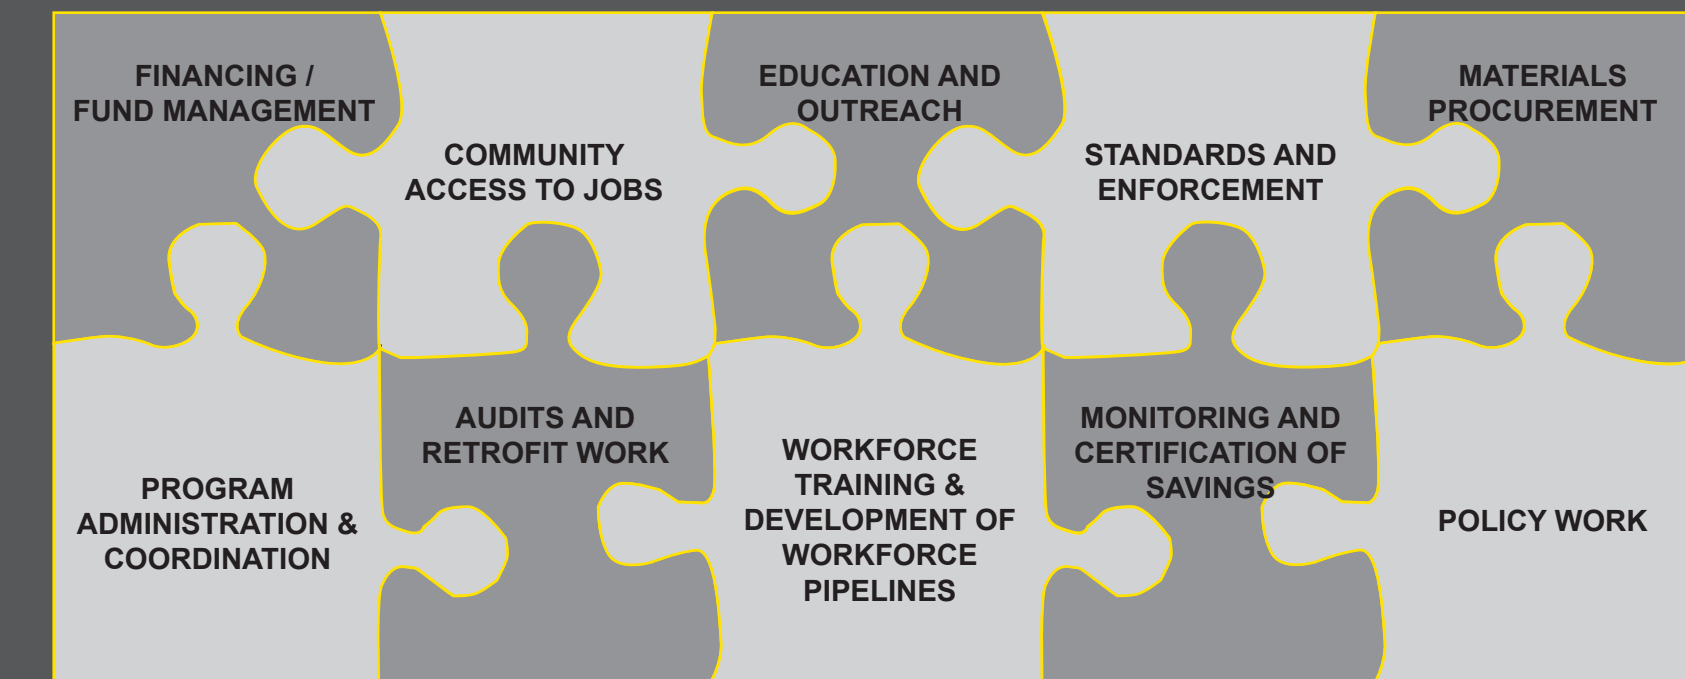 FINANCING /
FUND MANAGEMENT
COMMUNITY
ACCESS TO JOBS
EDUCATION AND
OUTREACH
STANDARDS AND
ENFORCEMENT
MATERIALS
PROCUREMENT
PROGRAM
ADMINISTRATION &
COORDINATION
AUDITS AND
RETROFIT WORK
WORKFORCE
TRAINING &
DEVELOPMENT OF
WORKFORCE
PIPELINES
MONITORING AND
CERTIFICATION OF
SAVINGS
POLICY WORK